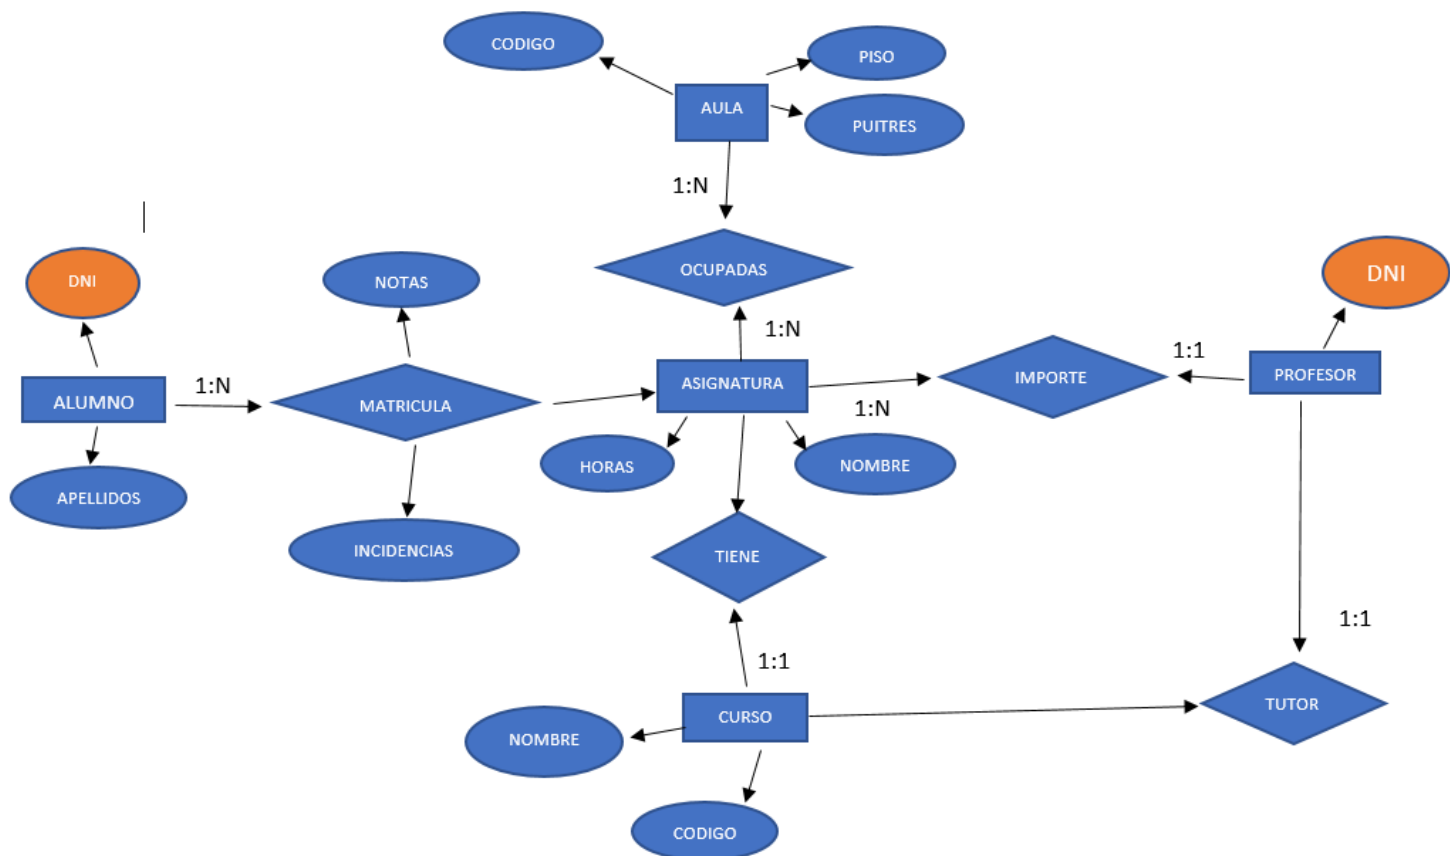 CODIGO
PISO
AULA
PUITRES
1:N
OCUPADAS
DNI
NOTAS
DNI
1:N
1:N
ALUMNO
MATRICULA
ASIGNATURA
IMPORTE
1:1
PROFESOR
1:N
HORAS
NOMBRE
APELLIDOS
INCIDENCIAS
TIENE
1:1
1:1
CURSO
TUTOR
NOMBRE
CODIGO